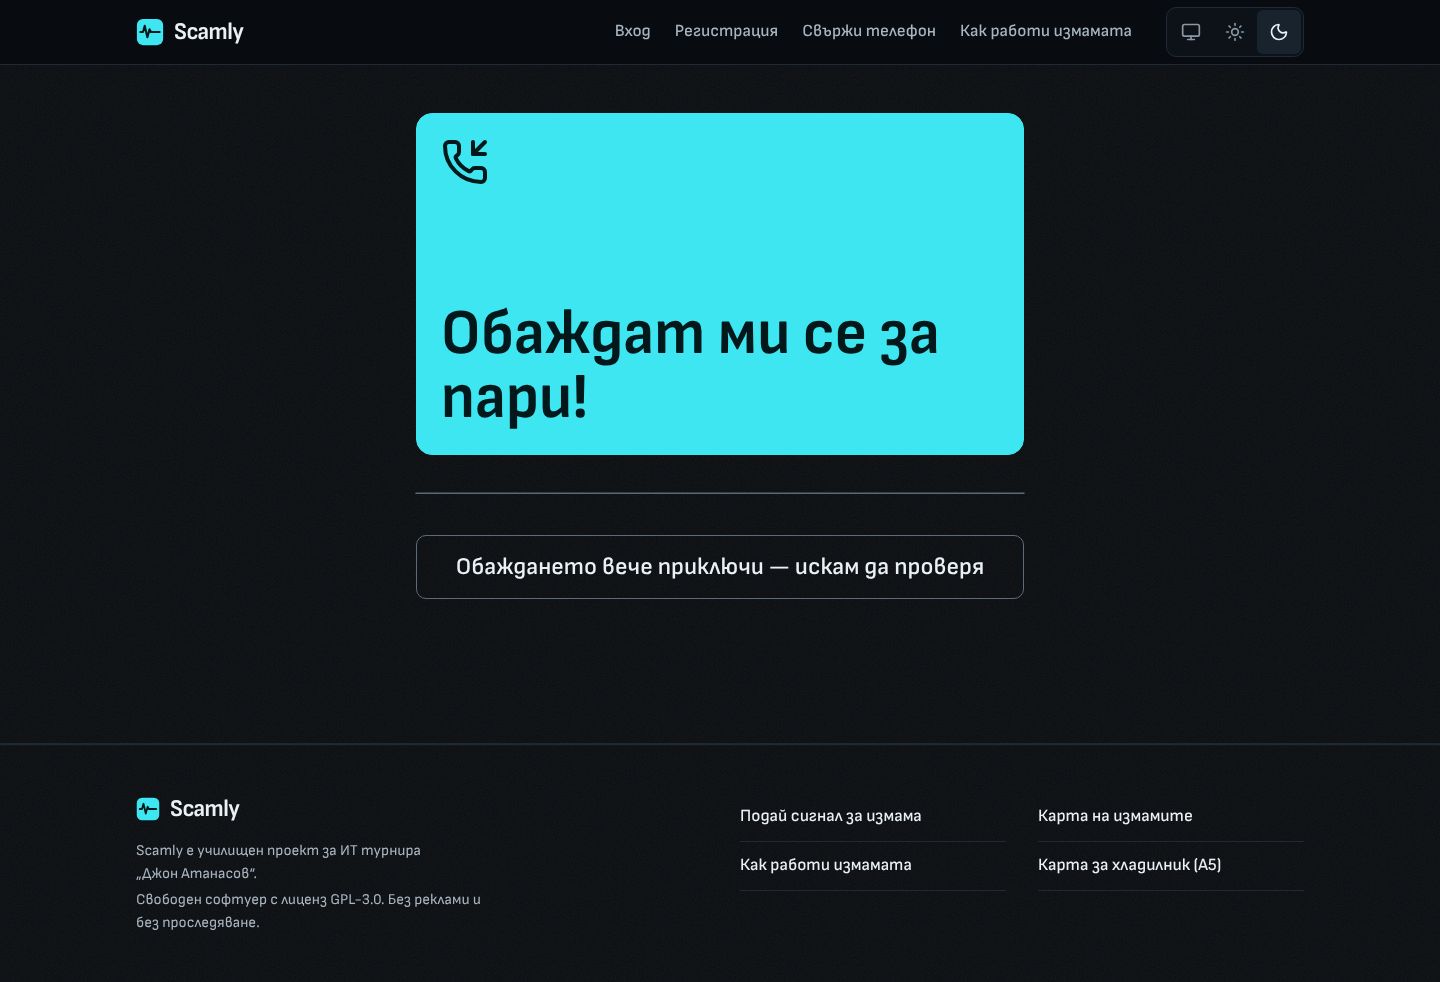 Scamly
Вход
Регистрация
Свържи телефон
Как работи измамата
Обаждат ми се за
пари!
Обаждането вече приключи — искам да проверя
Scamly
Scamly е училищен проект за ИТ турнира
„Джон Атанасов“.
Свободен софтуер с лиценз GPL-3.0. Без реклами и
без проследяване.
Подай сигнал за измама
Карта на измамите
Как работи измамата
Карта за хладилник (A5)